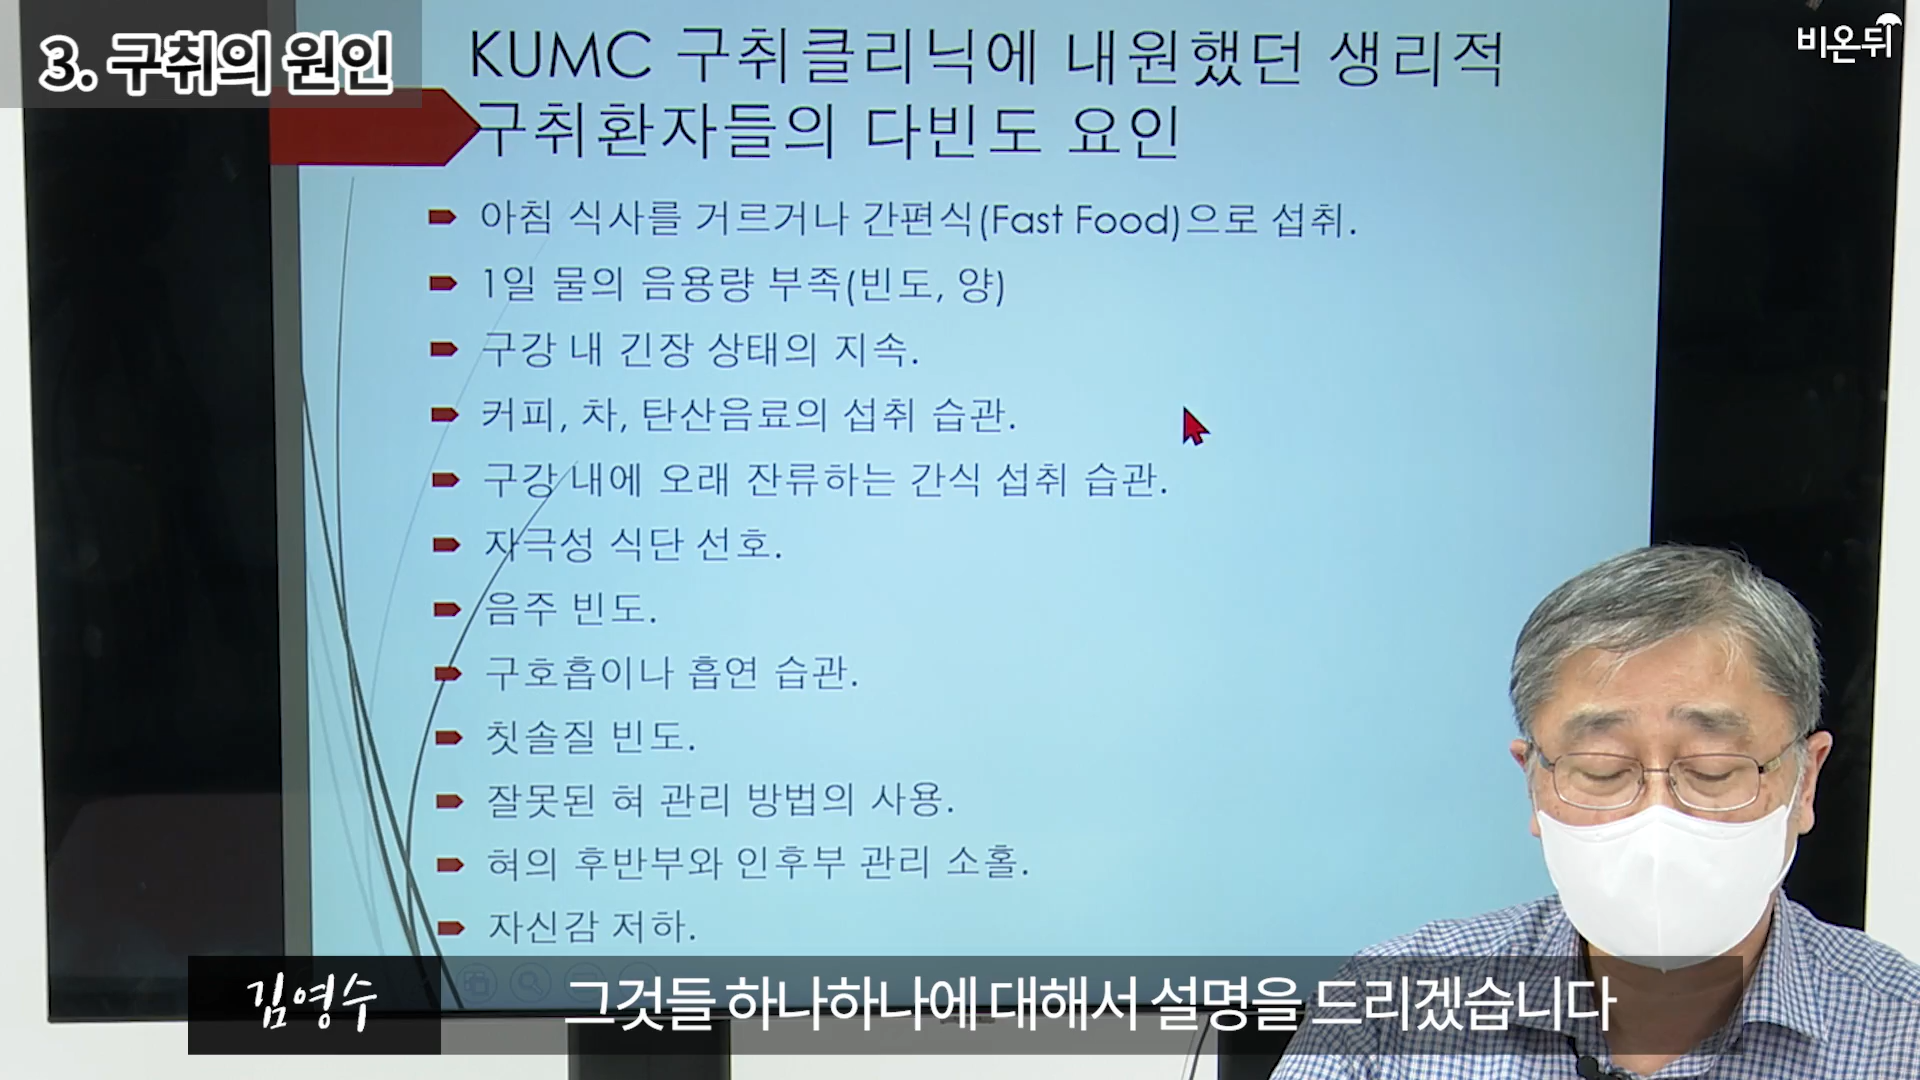 3. 구취의 원인
비온뒤
KUMC 구취클리닉에 내원했던 생리적
구취환자들의 다빈도 요인
아침 식사를 거르거나 간편식(Fast Food)으로 섭취.
1일 물의 음용량 부족(빈도, 양)
구강 내 긴장 상태의 지속.
커피, 차, 탄산음료의 섭취 습관.
구강 내에 오래 잔류하는 간식 섭취 습관.
자극성 식단 선호.
음주 빈도.
구호흡이나 흡연 습관.
칫솔질 빈도.
잘못된 혀 관리 방법의 사용.
혀의 후반부와 인후부 관리 소홀.
자신감 저하.
김영수
그것들 하나하나에 대해서 설명을 드리겠습니다